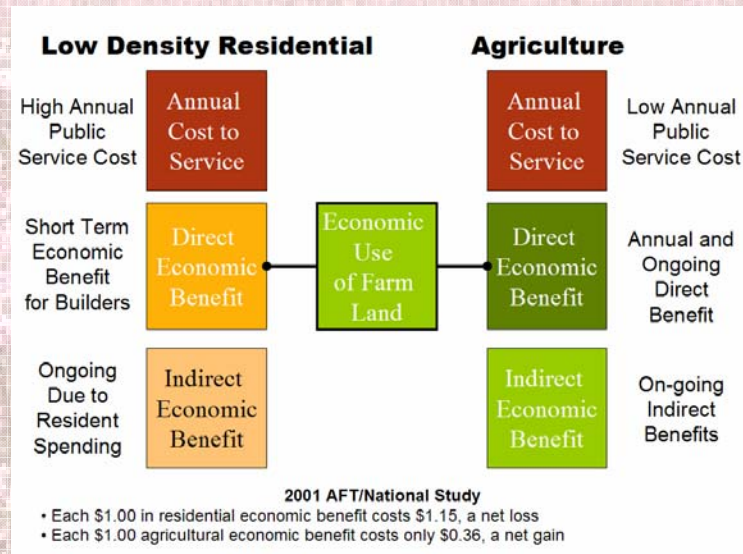 Low Density Residential
Agriculture
High Annual
Public
Service Cost
Annual
Cost to
Service
Annual
Cost to
Service
Low Annual
Public
Service Cost
Short Term
Economic
Benefit
for Builders
Direct
Economic
Benefit
Economic
Use
of Farm
Land
Direct
Economic
Benefit
Annual and
Ongoing
Direct
Benefit
Ongoing
Due to
Resident
Spending
Indirect
Economic
Benefit
Indirect
Economic
Benefit
On-going
Indirect
Benefits
2001 AFT/National Study
• Each $1.00 in residential economic benefit costs $1.15, a net loss
• Each $1.00 agricultural economic benefit costs only $0.36, a net gain